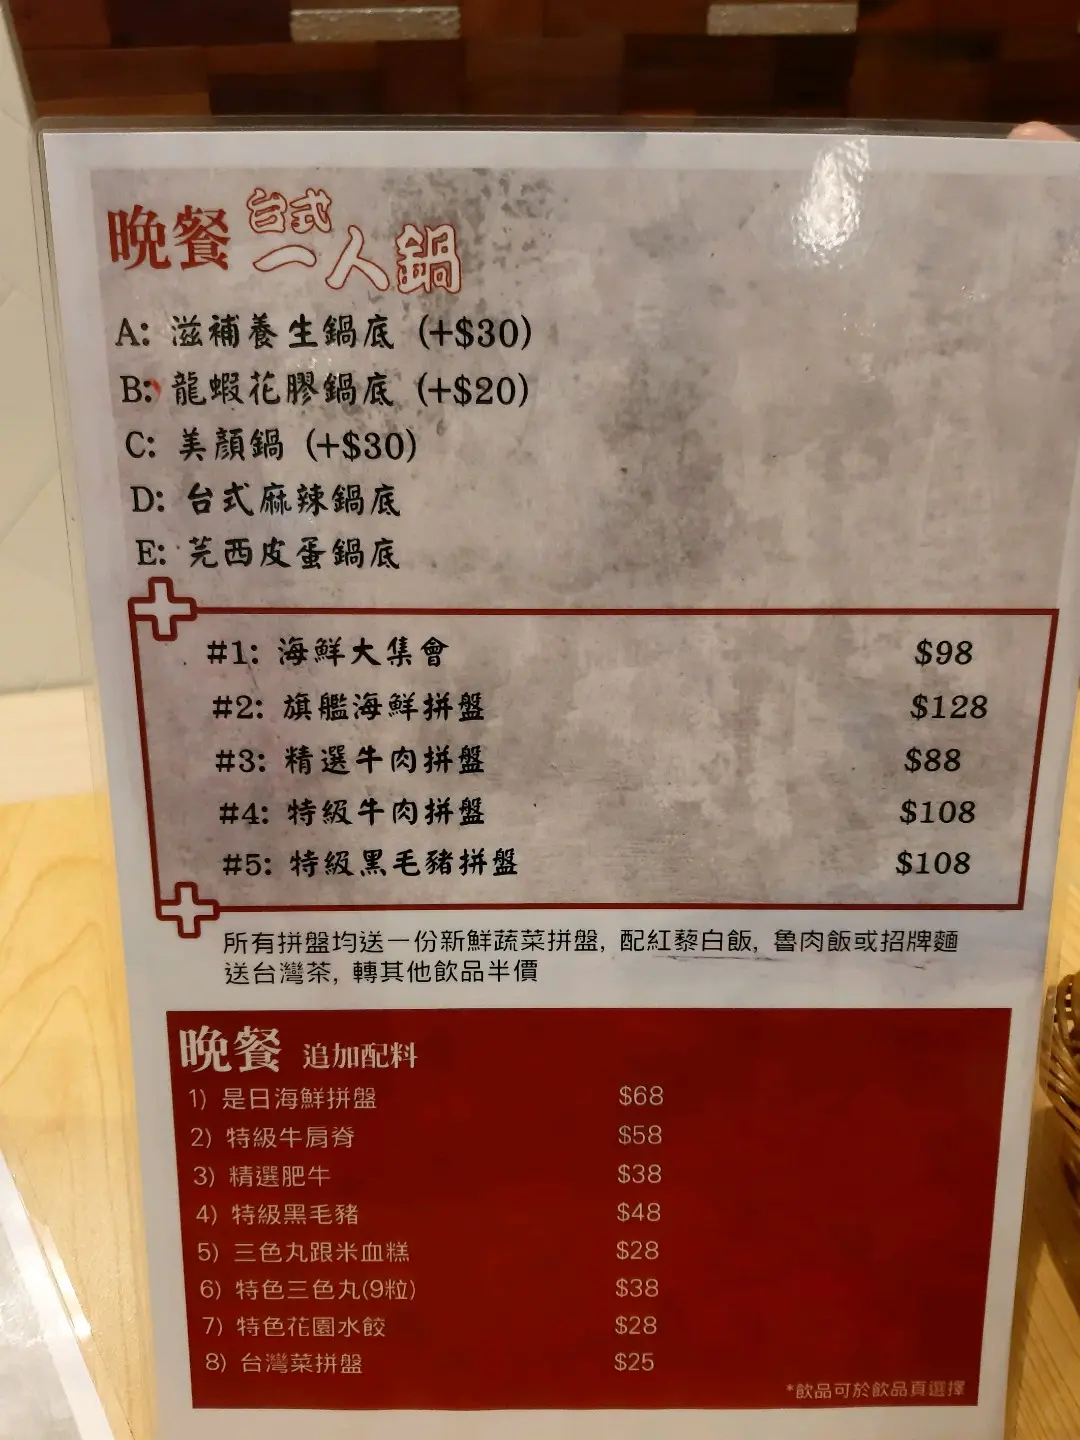 晚餐 台式一人鍋
A: 滋補養生鍋底 (+$30)
B: 龍蝦花膠鍋底 (+$20)
C: 美顏鍋 (+$30)
D: 台式麻辣鍋底
E: 芫西皮蛋鍋底
#1: 海鮮大集會 $98
#2: 旗艦海鮮拼盤 $128
#3: 精選牛肉拼盤 $88
#4: 特級牛肉拼盤 $108
#5: 特級黑毛豬拼盤 $108
所有拼盤均送一份新鮮蔬菜拼盤, 配紅藜白飯, 魯肉飯或招牌麵
送台灣茶, 轉其他飲品半價
晚餐 追加配料
1) 是日海鮮拼盤 $68
2) 特級牛肩脊 $58
3) 精選肥牛 $38
4) 特級黑毛豬 $48
5) 三色丸跟米血糕 $28
6) 特色三色丸(9粒) $38
7) 特色花園水餃 $28
8) 台灣菜拼盤 $25
*飲品可於飲品頁選擇